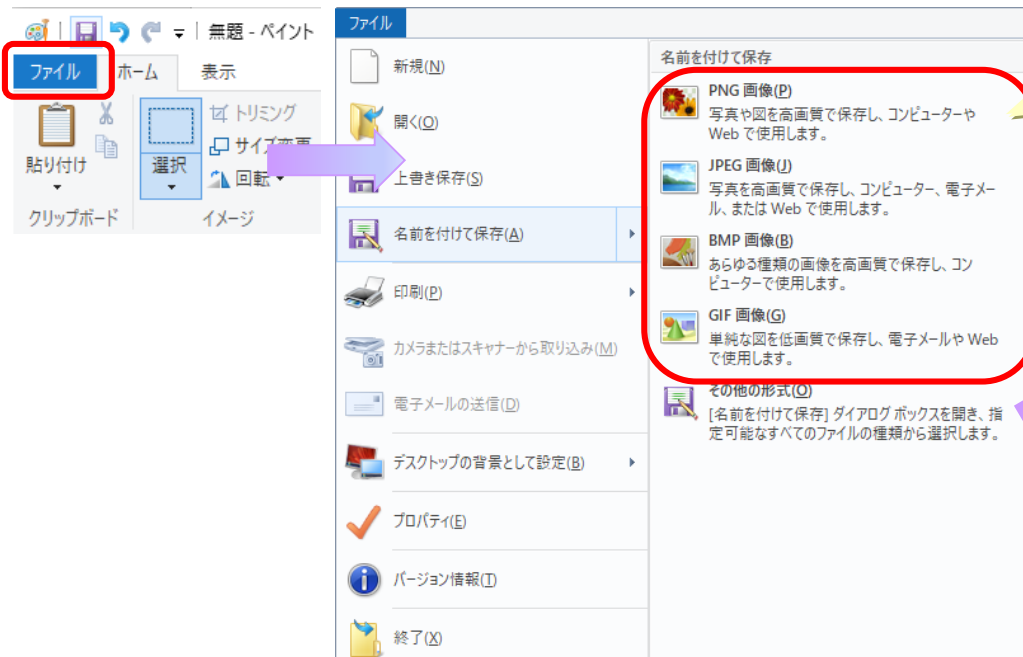 無題 - ペイント
ファイル
ホーム
表示
貼り付け
クリップボード
選択
トリミング
サイズ変更
回転
イメージ
ファイル
新規(N)
開く(O)
上書き保存(S)
名前を付けて保存(A)
印刷(P)
カメラまたはスキャナーから取り込み(M)
電子メールの送信(D)
デスクトップの背景として設定(B)
プロパティ(E)
バージョン情報(T)
終了(X)
名前を付けて保存
PNG 画像(P)
写真や図を高画質で保存し、コンピューターや
Web で使用します。
JPEG 画像(J)
写真を高画質で保存し、コンピューター、電子メー
ル、または Web で使用します。
BMP 画像(B)
あらゆる種類の画像を高画質で保存し、コン
ピューターで使用します。
GIF 画像(G)
単純な図を低画質で保存し、電子メールや Web
で使用します。
その他の形式(O)
[名前を付けて保存] ダイアログ ボックスを開き、指
定可能なすべてのファイルの種類から選択します。